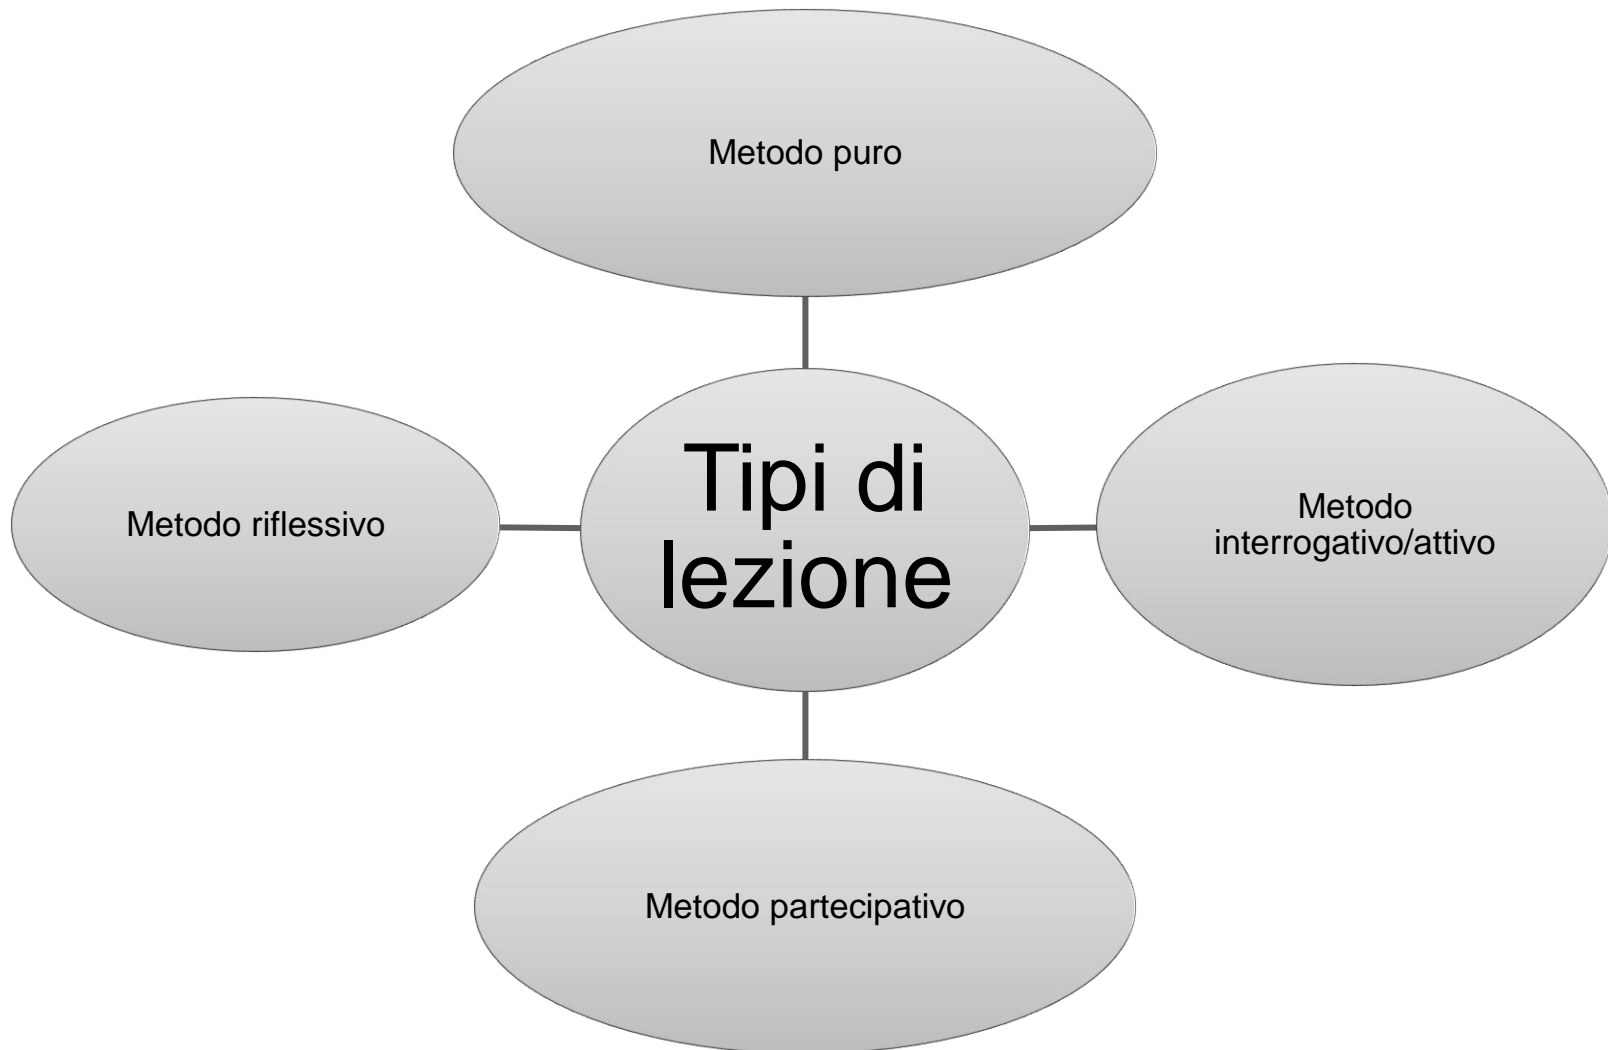 Metodo puro
Metodo riflessivo
Tipi di
lezione
Metodo
interrogativo/attivo
Metodo partecipativo